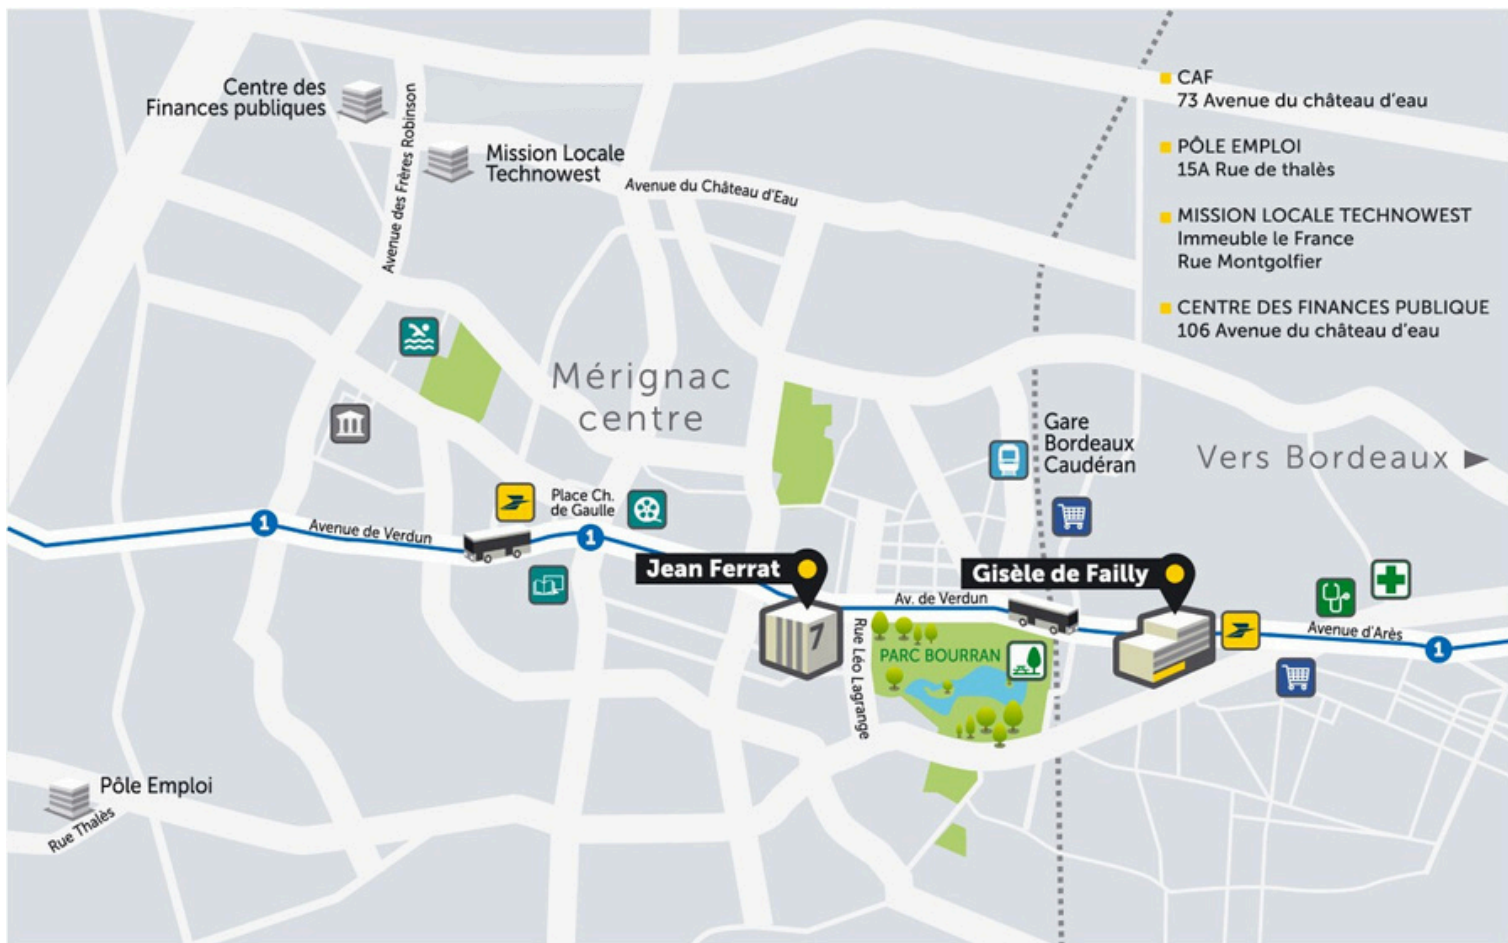 Centre des
Finances publiques
Avenue des Frères Robinson
Mission Locale
Technowest
Avenue du Château d'Eau
CAF
73 Avenue du château d'eau
PÔLE EMPLOI
15A Rue de thalès
MISSION LOCALE TECHNOWEST
Immeuble le France
Rue Montgolfier
CENTRE DES FINANCES PUBLIQUE
106 Avenue du château d'eau
Mérignac
centre
Gare
Bordeaux
Caudéran
Vers Bordeaux
Place Ch.
de Gaulle
1
Avenue de Verdun
1
Jean Ferrat
Gisèle de Failly
Av. de Verdun
7
Rue Léo Lagrange
PARC BOURRAN
Avenue d'Arès
1
Pôle Emploi
Rue Thalès